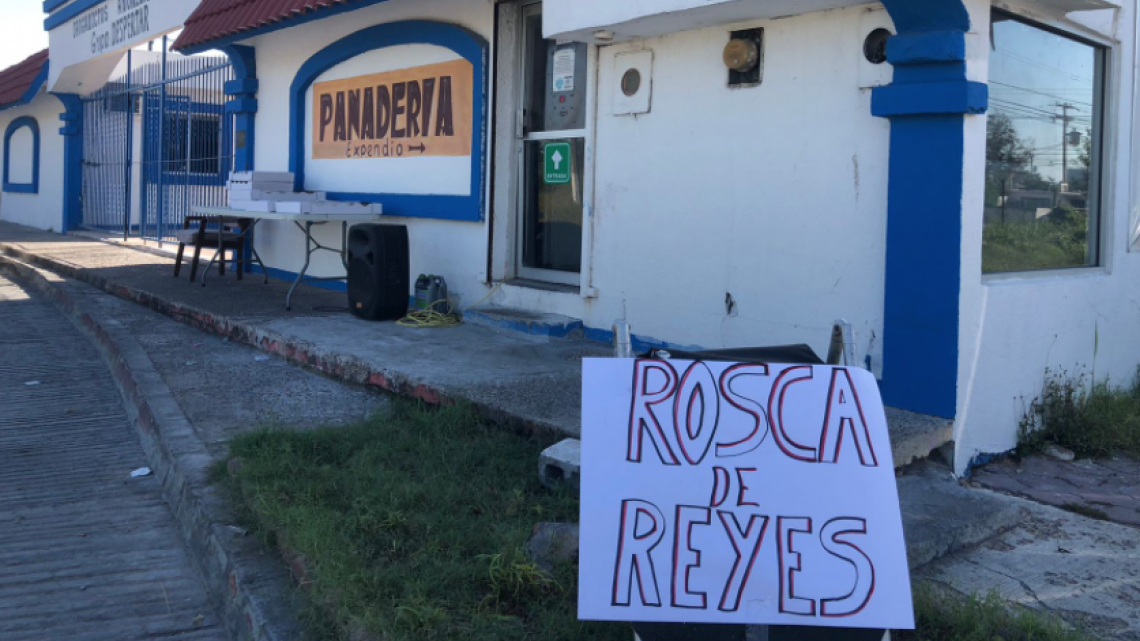 Grupo DESPERTAR
PANADERIA
Expendio →
ENTRADA
ROSCA
DE
REYES